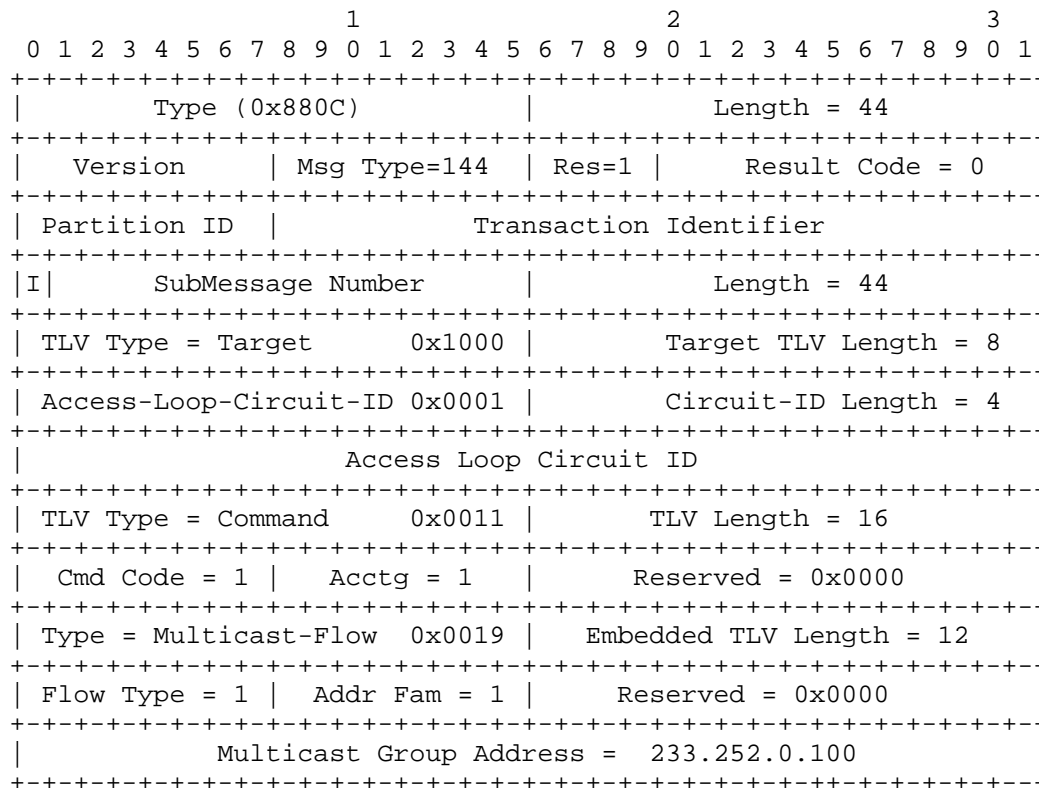 1                   2                   3
 0 1 2 3 4 5 6 7 8 9 0 1 2 3 4 5 6 7 8 9 0 1 2 3 4 5 6 7 8 9 0 1
+-+-+-+-+-+-+-+-+-+-+-+-+-+-+-+-+-+-+-+-+-+-+-+-+-+-+-+-+-+-+-+--
|        Type (0x880C)          |           Length = 44
+-+-+-+-+-+-+-+-+-+-+-+-+-+-+-+-+-+-+-+-+-+-+-+-+-+-+-+-+-+-+-+--
|   Version     | Msg Type=144  | Res=1 |     Result Code = 0
+-+-+-+-+-+-+-+-+-+-+-+-+-+-+-+-+-+-+-+-+-+-+-+-+-+-+-+-+-+-+-+--
| Partition ID  |            Transaction Identifier
+-+-+-+-+-+-+-+-+-+-+-+-+-+-+-+-+-+-+-+-+-+-+-+-+-+-+-+-+-+-+-+--
|I|      SubMessage Number      |           Length = 44
+-+-+-+-+-+-+-+-+-+-+-+-+-+-+-+-+-+-+-+-+-+-+-+-+-+-+-+-+-+-+-+--
| TLV Type = Target      0x1000 |        Target TLV Length = 8
+-+-+-+-+-+-+-+-+-+-+-+-+-+-+-+-+-+-+-+-+-+-+-+-+-+-+-+-+-+-+-+--
| Access-Loop-Circuit-ID 0x0001 |        Circuit-ID Length = 4
+-+-+-+-+-+-+-+-+-+-+-+-+-+-+-+-+-+-+-+-+-+-+-+-+-+-+-+-+-+-+-+--
|                    Access Loop Circuit ID
+-+-+-+-+-+-+-+-+-+-+-+-+-+-+-+-+-+-+-+-+-+-+-+-+-+-+-+-+-+-+-+--
| TLV Type = Command     0x0011 |       TLV Length = 16
+-+-+-+-+-+-+-+-+-+-+-+-+-+-+-+-+-+-+-+-+-+-+-+-+-+-+-+-+-+-+-+--
|  Cmd Code = 1 |   Acctg = 1   |      Reserved = 0x0000
+-+-+-+-+-+-+-+-+-+-+-+-+-+-+-+-+-+-+-+-+-+-+-+-+-+-+-+-+-+-+-+--
| Type = Multicast-Flow  0x0019 |   Embedded TLV Length = 12
+-+-+-+-+-+-+-+-+-+-+-+-+-+-+-+-+-+-+-+-+-+-+-+-+-+-+-+-+-+-+-+--
| Flow Type = 1 |  Addr Fam = 1 |     Reserved = 0x0000
+-+-+-+-+-+-+-+-+-+-+-+-+-+-+-+-+-+-+-+-+-+-+-+-+-+-+-+-+-+-+-+--
|            Multicast Group Address =  233.252.0.100
+-+-+-+-+-+-+-+-+-+-+-+-+-+-+-+-+-+-+-+-+-+-+-+-++-+-+-+-+-+-+---